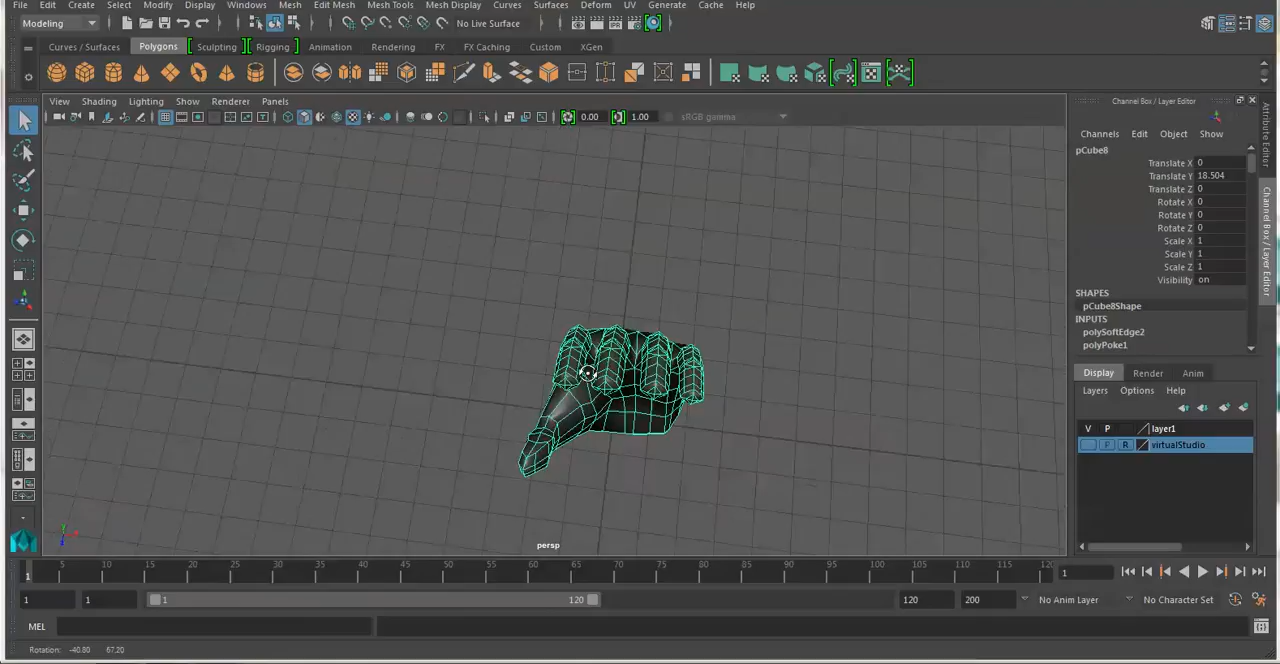 File Edit Create Select Modify Display Windows Mesh Edit Mesh Mesh Tools Mesh Display Curves Surfaces Deform UV Generate Cache Help
Modeling No Live Surface
Curves / Surfaces Polygons Sculpting Rigging Animation Rendering FX FX Caching Custom XGen
View Shading Lighting Show Renderer Panels
0.00 1.00 sRGB gamma
Channel Box / Layer Editor
Channels Edit Object Show
pCube8
Translate X 0
Translate Y 18.504
Translate Z 0
Rotate X 0
Rotate Y 0
Rotate Z 0
Scale X 1
Scale Y 1
Scale Z 1
Visibility on
SHAPES
pCube8Shape
INPUTS
polySoftEdge2
polyPoke1
Display Render Anim
Layers Options Help
V P layer1
P R virtualStudio
Attribute Editor
Channel Box / Layer Editor
persp
1 5 10 15 20 25 30 35 40 45 50 55 60 65 70 75 80 85 90 95 100 105 110 115 120 1
1 1 1 120 120 200 No Anim Layer No Character Set
MEL
Rotation: -40.80 67.20